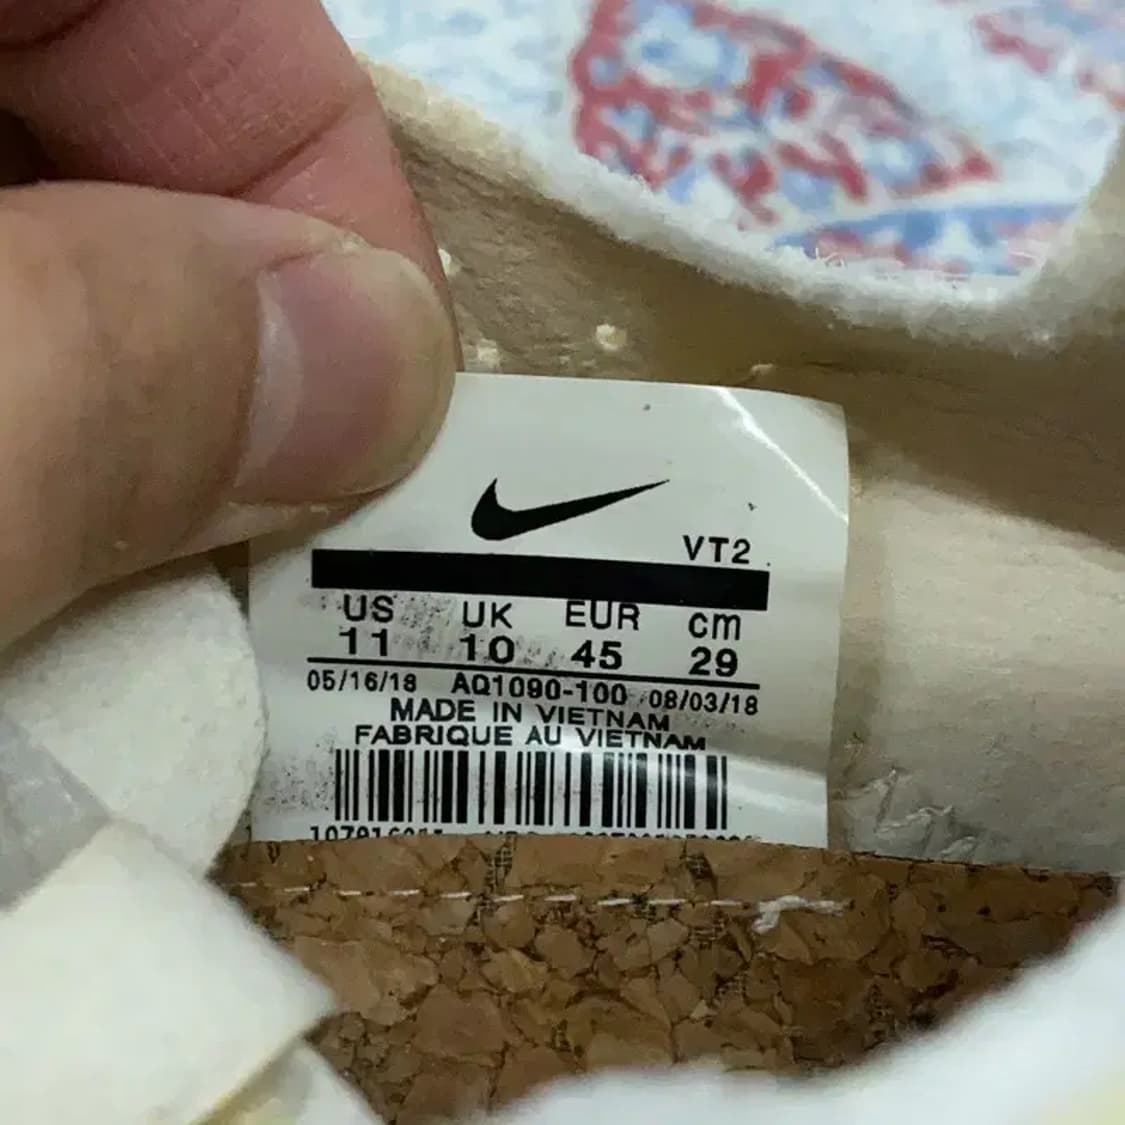 VT2
US UK EUR cm
11 10 45 29
05/16/18 AQ1090-100 08/03/18
MADE IN VIETNAM
FABRIQUE AU VIETNAM